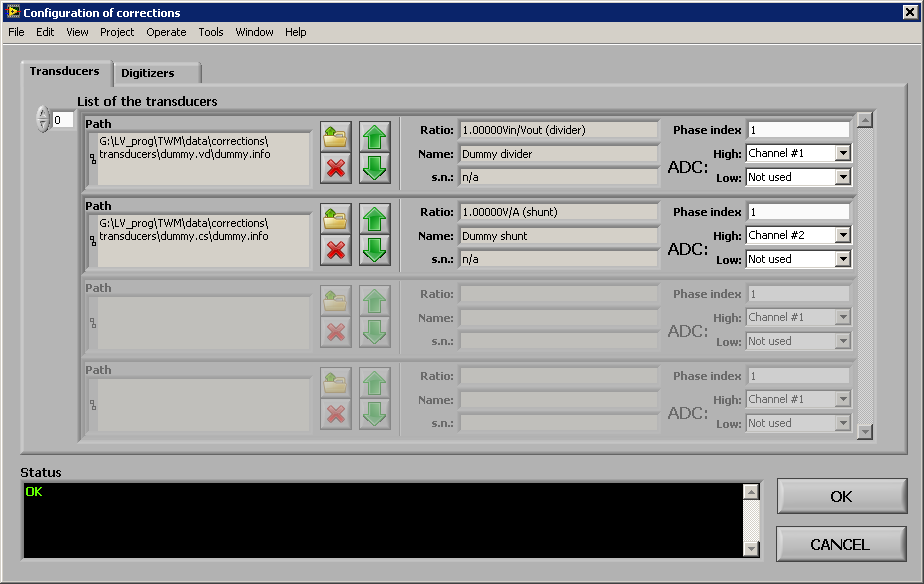 Configuration of corrections
File Edit View Project Operate Tools Window Help
Transducers Digitizers
List of the transducers
0
Path
G:\LV_prog\TWM\data\corrections\
transducers\dummy.vd\dummy.info
Ratio: 1.00000Vin/Vout (divider)
Name: Dummy divider
s.n.: n/a
Phase index 1
ADC:
High: Channel #1
Low: Not used
Path
G:\LV_prog\TWM\data\corrections\
transducers\dummy.cs\dummy.info
Ratio: 1.00000V/A (shunt)
Name: Dummy shunt
s.n.: n/a
Phase index 1
ADC:
High: Channel #2
Low: Not used
Path
Ratio:
Name:
s.n.:
Phase index 1
ADC:
High: Channel #1
Low: Not used
Path
Ratio:
Name:
s.n.:
Phase index 1
ADC:
High: Channel #1
Low: Not used
Status
OK
OK
CANCEL